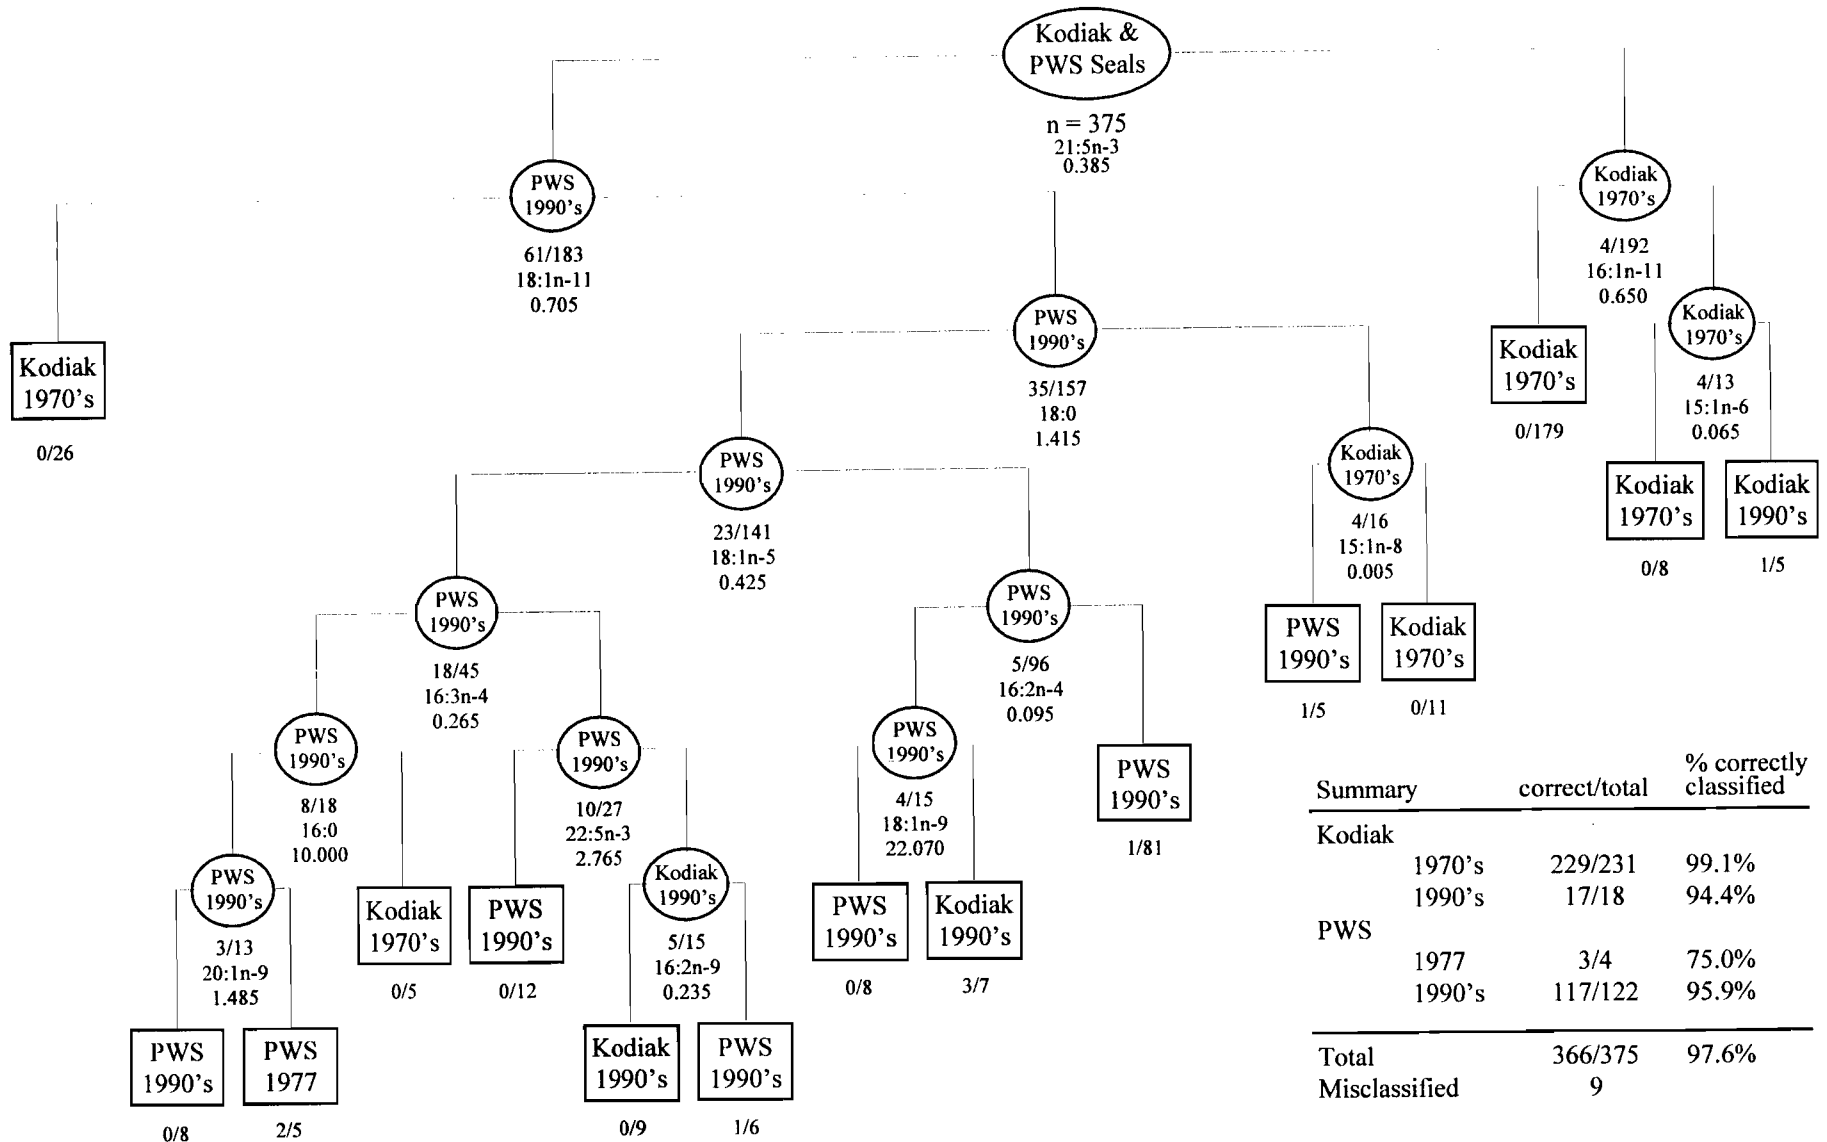 Kodiak &
PWS Seals
n = 375
21:5n-3
0.385
PWS
1990's
61/183
18:1n-11
0.705
Kodiak
1970's
4/192
16:1n-11
0.650
Kodiak
1970's
0/26
PWS
1990's
35/157
18:0
1.415
Kodiak
1970's
0/179
Kodiak
1970's
4/13
15:1n-6
0.065
PWS
1990's
23/141
18:1n-5
0.425
Kodiak
1970's
4/16
15:1n-8
0.005
Kodiak
1970's
0/8
Kodiak
1990's
1/5
PWS
1990's
18/45
16:3n-4
0.265
PWS
1990's
5/96
16:2n-4
0.095
PWS
1990's
1/5
Kodiak
1970's
0/11
PWS
1990's
8/18
16:0
10.000
PWS
1990's
10/27
22:5n-3
2.765
PWS
1990's
4/15
18:1n-9
22.070
PWS
1990's
1/81
PWS
1990's
3/13
20:1n-9
1.485
Kodiak
1970's
0/5
PWS
1990's
0/12
Kodiak
1990's
5/15
16:2n-9
0.235
PWS
1990's
0/8
Kodiak
1990's
3/7
PWS
1990's
0/8
PWS
1977
2/5
Kodiak
1990's
0/9
PWS
1990's
1/6
% correctly
Summary correct/total classified
Kodiak
1970's 229/231 99.1%
1990's 17/18 94.4%
PWS
1977 3/4 75.0%
1990's 117/122 95.9%
Total 366/375 97.6%
Misclassified 9